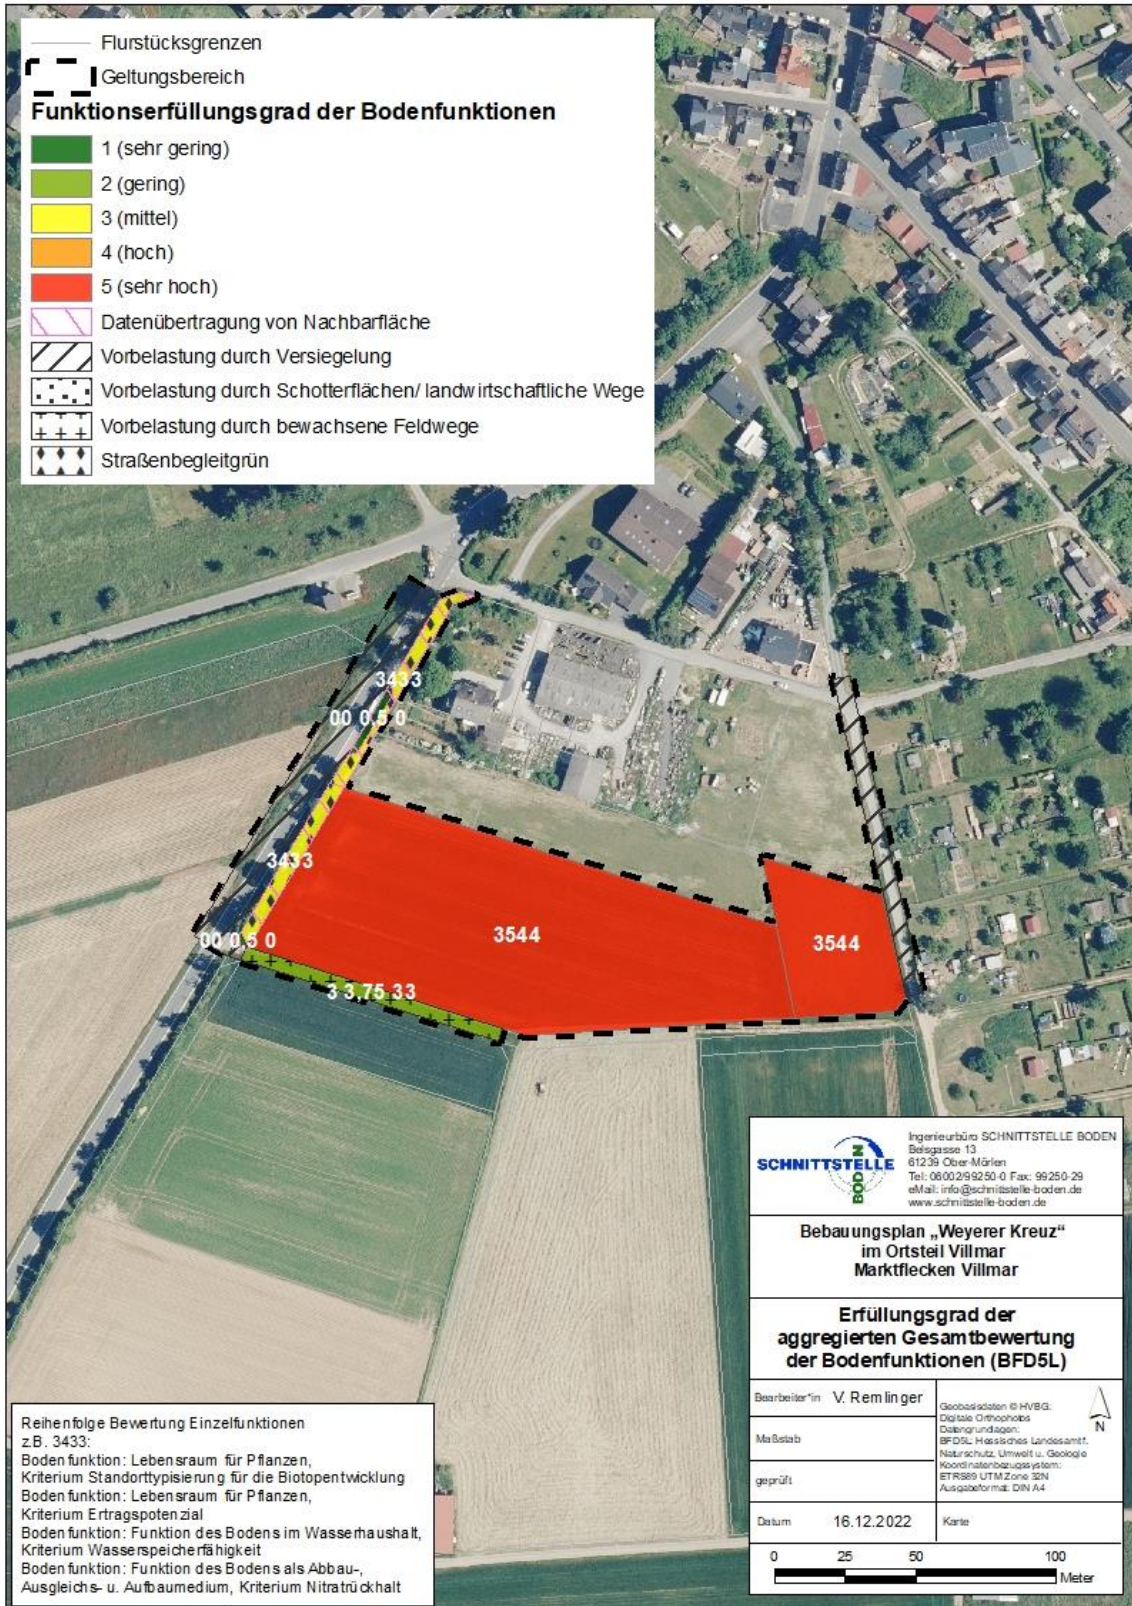 Flurstücksgrenzen
Geltungsbereich
Funktionserfüllungsgrad der Bodenfunktionen
1 (sehr gering)
2 (gering)
3 (mittel)
4 (hoch)
5 (sehr hoch)
Datenübertragung von Nachbarfläche
Vorbelastung durch Versiegelung
Vorbelastung durch Schotterflächen/ landwirtschaftliche Wege
Vorbelastung durch bewachsene Feldwege
Straßenbegleitgrün
3433
00 0,5 0
3433
00 0,5 0
3544
3544
3 3,75 33
SCHNITTSTELLE
BODEN
Ingenieurbüro SCHNITTSTELLE BODEN
Belsgasse 13
61239 Ober-Mörlen
Tel: 06002/99250-0 Fax: 99250-29
eMail: info@schnittstelle-boden.de
www.schnittstelle-boden.de
Bebauungsplan „Weyerer Kreuz“
im Ortsteil Villmar
Marktflecken Villmar
Erfüllungsgrad der
aggregierten Gesamtbewertung
der Bodenfunktionen (BFD5L)
Bearbeiter*in V. Remlinger
Maßstab
geprüft
Datum 16.12.2022
Geobasisdaten © HVBG:
Digitale Orthophotos
Datengrundlagen:
BFD5L: Hessisches Landesamt f.
Naturschutz, Umwelt u. Geologie
Koordinatenbezugssystem:
ETRS89 UTM Zone 32N
Ausgabeformat: DIN A4
N
Karte
0 25 50 100
Meter
Reihenfolge Bewertung Einzelfunktionen
z.B. 3433:
Bodenfunktion: Lebensraum für Pflanzen,
Kriterium Standorttypisierung für die Biotopentwicklung
Bodenfunktion: Lebensraum für Pflanzen,
Kriterium Ertragspotenzial
Bodenfunktion: Funktion des Bodens im Wasserhaushalt,
Kriterium Wasserspeicherfähigkeit
Bodenfunktion: Funktion des Bodens als Abbau-,
Ausgleichs- u. Aufbaumedium, Kriterium Nitratrückhalt